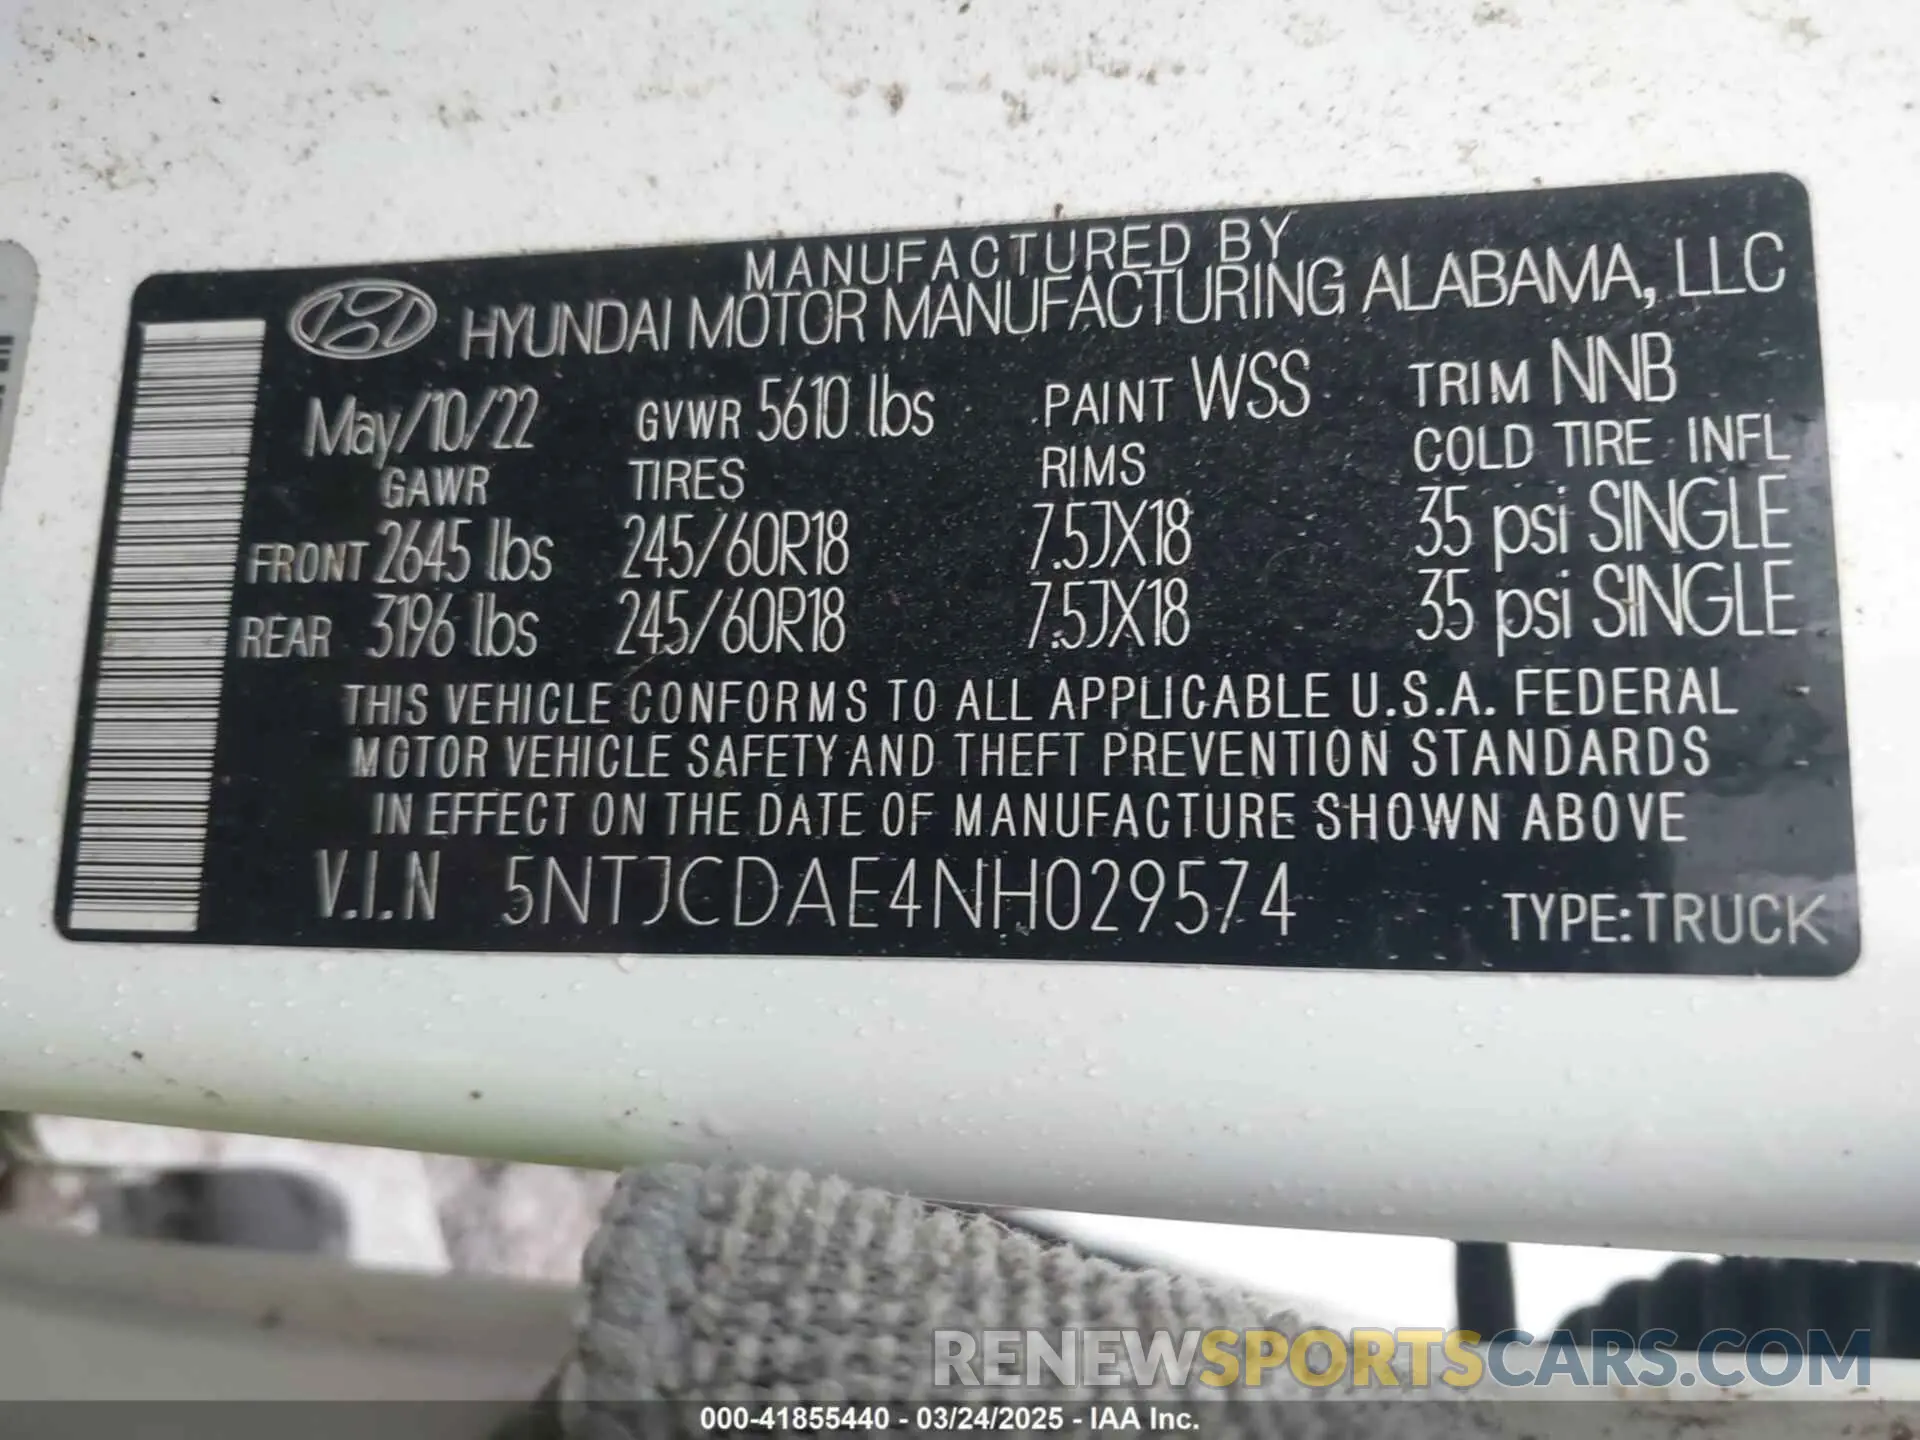 MANUFACTURED BY
HYUNDAI MOTOR MANUFACTURING ALABAMA, LLC
May/10/22 GVWR 5610 lbs PAINT WSS TRIM NNB
GAWR TIRES RIMS COLD TIRE INFL
FRONT 2645 lbs 245/60R18 7.5JX18 35 psi SINGLE
REAR 3196 lbs 245/60R18 7.5JX18 35 psi SINGLE
THIS VEHICLE CONFORMS TO ALL APPLICABLE U.S.A. FEDERAL
MOTOR VEHICLE SAFETY AND THEFT PREVENTION STANDARDS
IN EFFECT ON THE DATE OF MANUFACTURE SHOWN ABOVE
V.I.N 5NTJCDAE4NH029574 TYPE:TRUCK
RENEWSPORTSCARS.COM
000-41855440 - 03/24/2025 - IAA Inc.